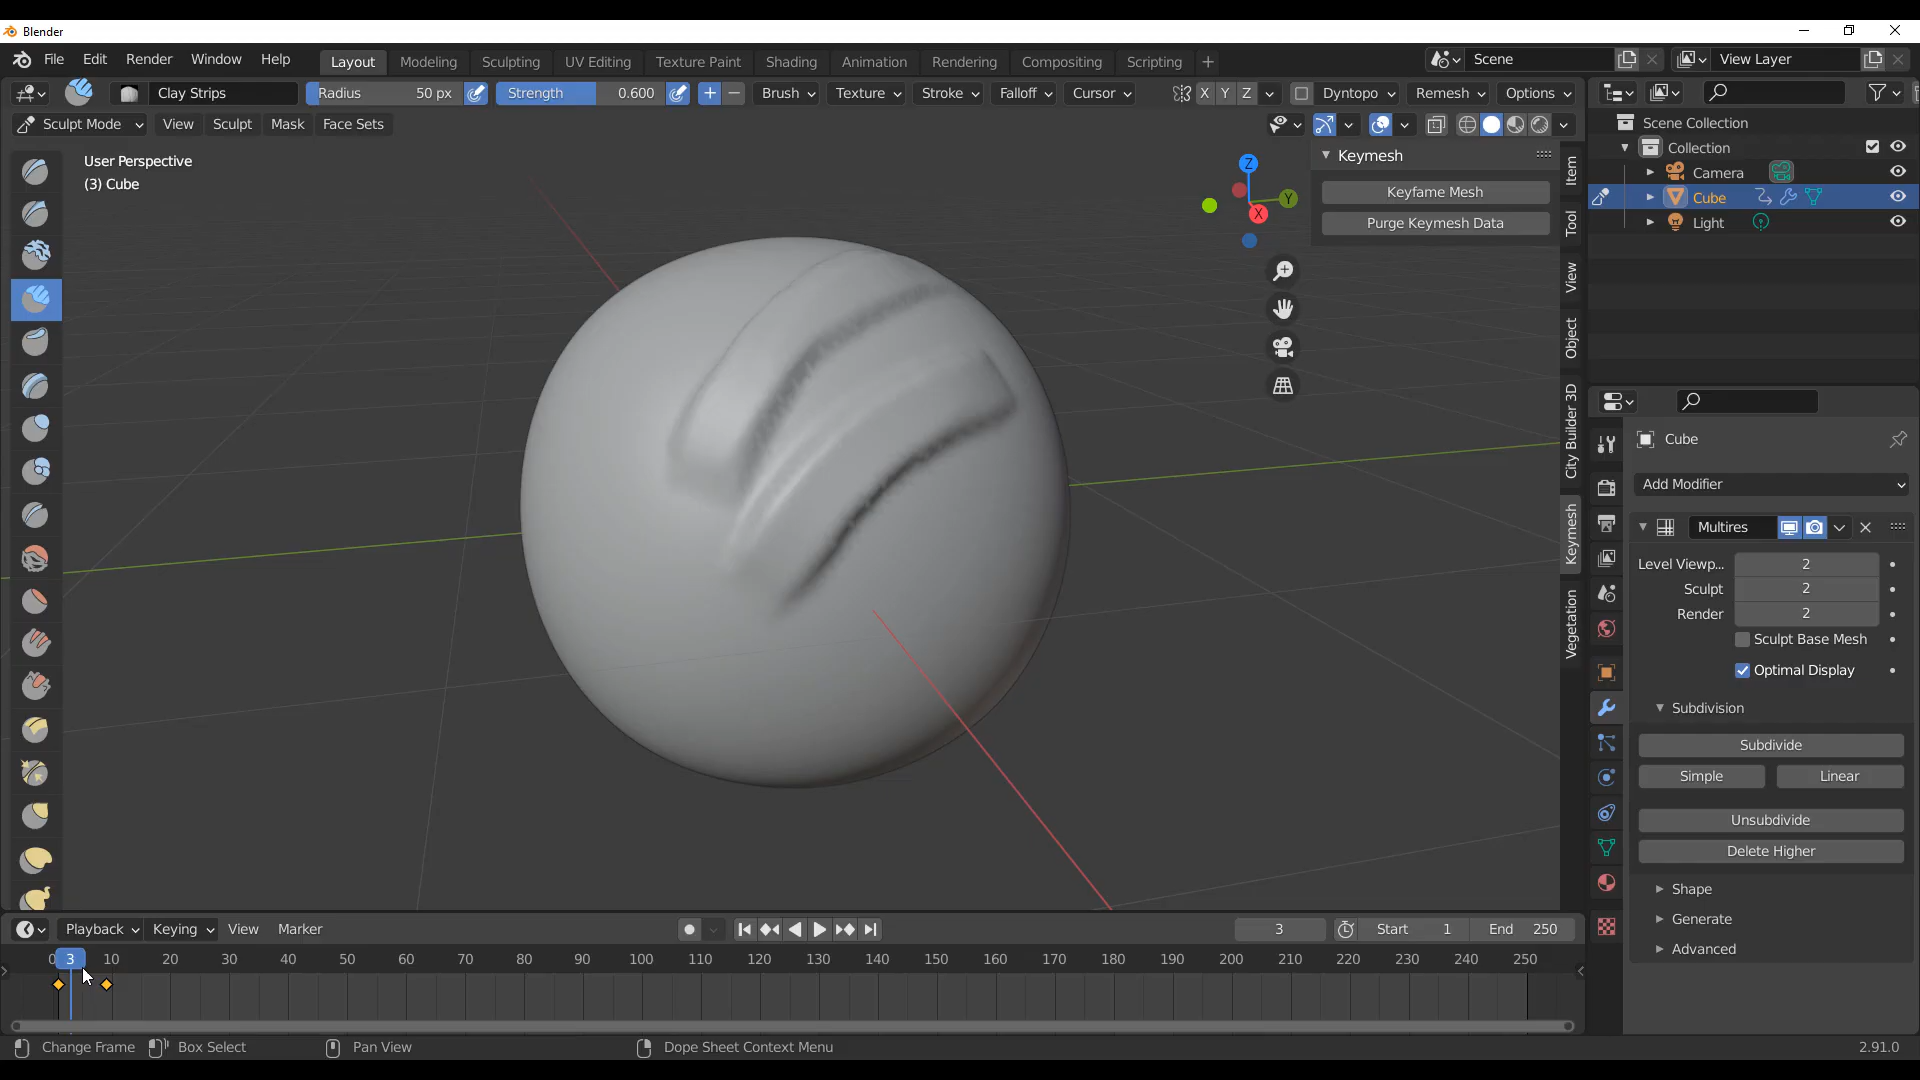 Blender
File Edit Render Window Help Layout Modeling Sculpting UV Editing Texture Paint Shading Animation Rendering Compositing Scripting + Scene View Layer
Clay Strips Radius 50 px Strength 0.600 + − Brush Texture Stroke Falloff Cursor X Y Z Dyntopo Remesh Options
Sculpt Mode View Sculpt Mask Face Sets
User Perspective
(3) Cube
Keymesh
Keyfame Mesh
Purge Keymesh Data
Z
Y
X
Item
Tool
View
Object
City Builder 3D
Keymesh
Vegetation
Scene Collection
Collection
Camera
Cube
Light
Cube
Add Modifier
Multires
Level Viewp... 2
Sculpt 2
Render 2
Sculpt Base Mesh
Optimal Display
Subdivision
Subdivide
Simple Linear
Unsubdivide
Delete Higher
Shape
Generate
Advanced
Playback Keying View Marker 3 Start 1 End 250
0 3 10 20 30 40 50 60 70 80 90 100 110 120 130 140 150 160 170 180 190 200 210 220 230 240 250
Change Frame Box Select Pan View Dope Sheet Context Menu 2.91.0